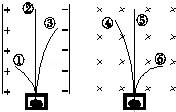 ② ③ ①
④ ⑤ ⑥